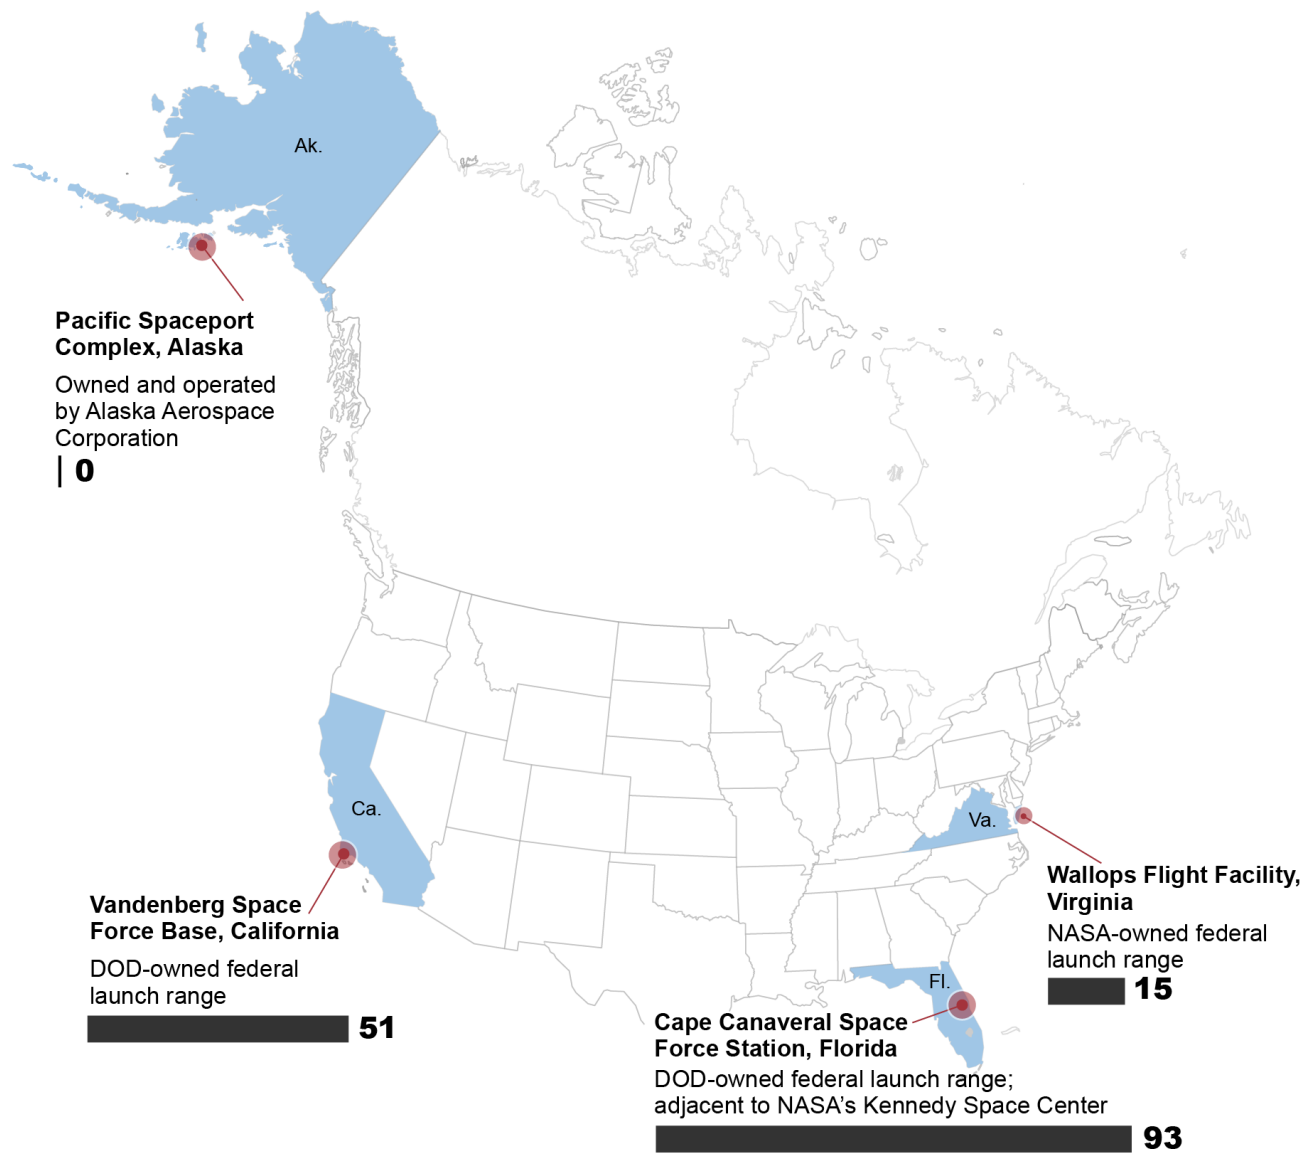 Ak.
Pacific Spaceport
Complex, Alaska
Owned and operated
by Alaska Aerospace
Corporation
0
Ca.
Va.
Vandenberg Space
Force Base, California
DOD-owned federal
launch range
51
Wallops Flight Facility,
Virginia
NASA-owned federal
launch range
15
Fl.
Cape Canaveral Space
Force Station, Florida
DOD-owned federal launch range;
adjacent to NASA’s Kennedy Space Center
93